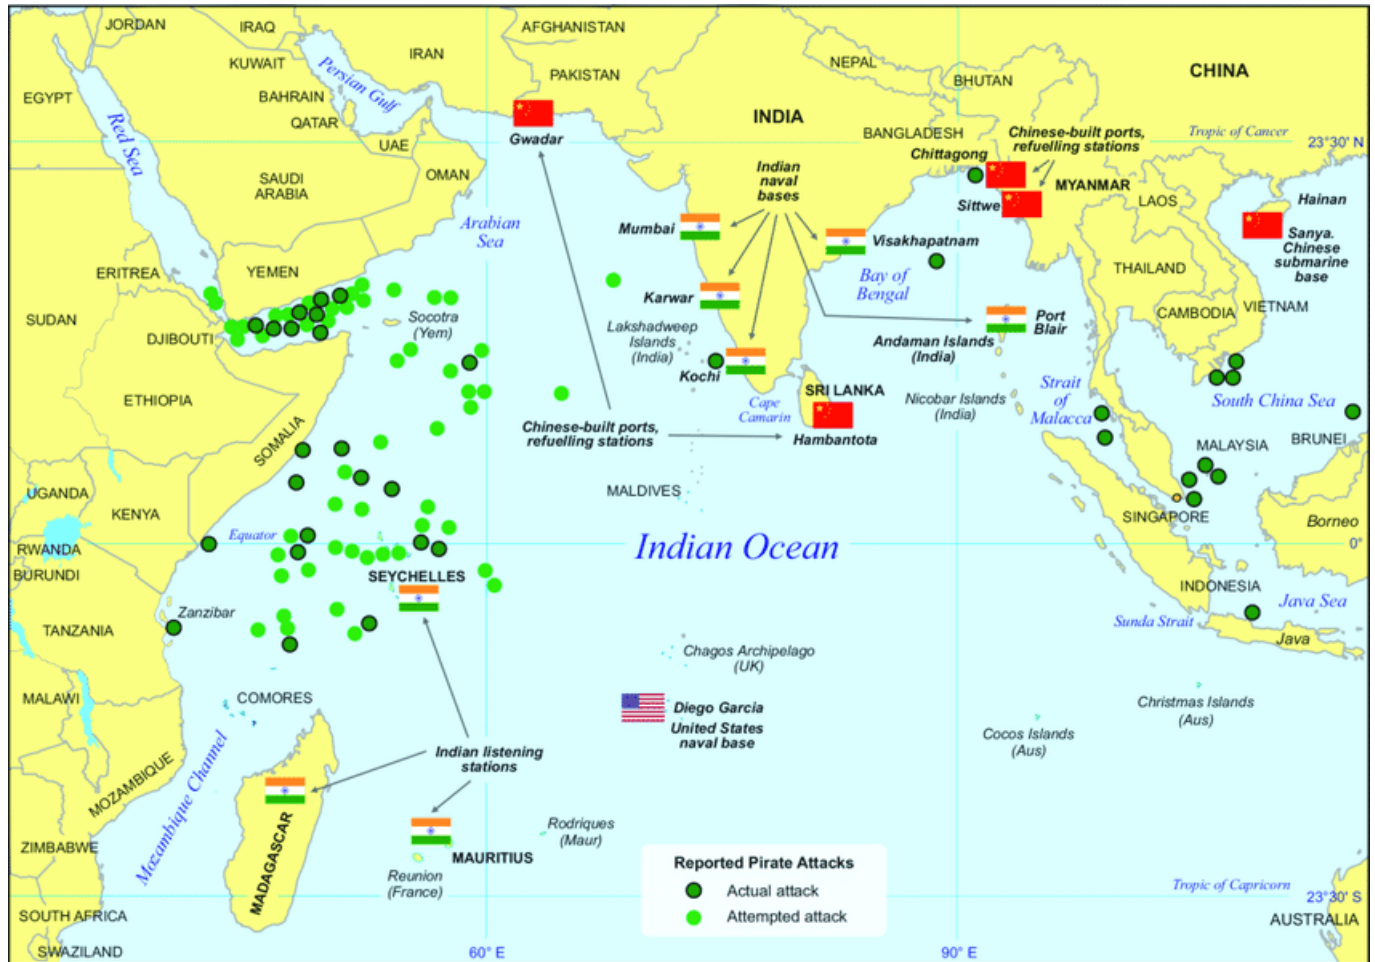 JORDAN
IRAQ
IRAN
AFGHANISTAN
PAKISTAN
NEPAL
BHUTAN
CHINA
KUWAIT
Persian Gulf
EGYPT
BAHRAIN
QATAR
UAE
OMAN
Red Sea
SAUDI
ARABIA
Gwadar
INDIA
BANGLADESH
Chittagong
Chinese-built ports,
refuelling stations
Tropic of Cancer
23°30' N
Indian
naval
bases
MYANMAR
Sittwe
LAOS
Hainan
Sanya.
Chinese
submarine
base
Arabian
Sea
Mumbai
Visakhapatnam
Bay of
Bengal
THAILAND
VIETNAM
CAMBODIA
ERITREA
YEMEN
SUDAN
DJIBOUTI
Socotra
(Yem)
Karwar
Lakshadweep
Islands
(India)
Kochi
Port
Blair
Andaman Islands
(India)
ETHIOPIA
SOMALIA
Cape
Camarin
SRI LANKA
Hambantota
Nicobar Islands
(India)
Strait
of
Malacca
South China Sea
Chinese-built ports,
refuelling stations
MALAYSIA
BRUNEI
UGANDA
KENYA
MALDIVES
SINGAPORE
Borneo
RWANDA
Equator
Indian Ocean
0°
BURUNDI
SEYCHELLES
INDONESIA
Java Sea
Zanzibar
Sunda Strait
TANZANIA
Java
Chagos Archipelago
(UK)
MALAWI
COMORES
Diego Garcia
United States
naval base
Christmas Islands
(Aus)
Cocos Islands
(Aus)
Indian listening
stations
MOZAMBIQUE
Mozambique Channel
MADAGASCAR
Rodriques
(Maur)
ZIMBABWE
MAURITIUS
Reunion
(France)
Reported Pirate Attacks
Actual attack
Attempted attack
Tropic of Capricorn
23°30' S
SOUTH AFRICA
AUSTRALIA
SWAZILAND
60° E
90° E